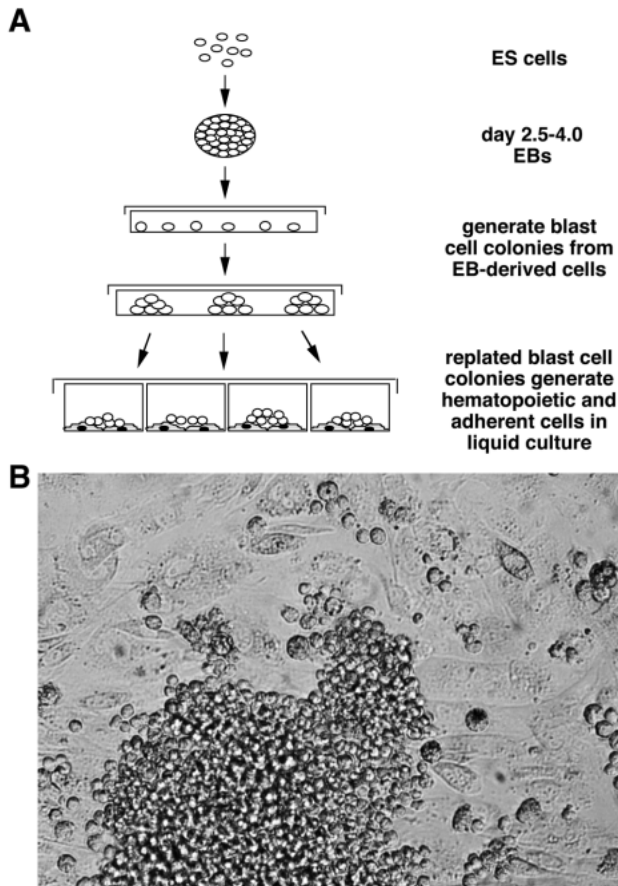 A
ES cells
day 2.5-4.0
EBs
generate blast
cell colonies from
EB-derived cells
replated blast cell
colonies generate
hematopoietic and
adherent cells in
liquid culture
B